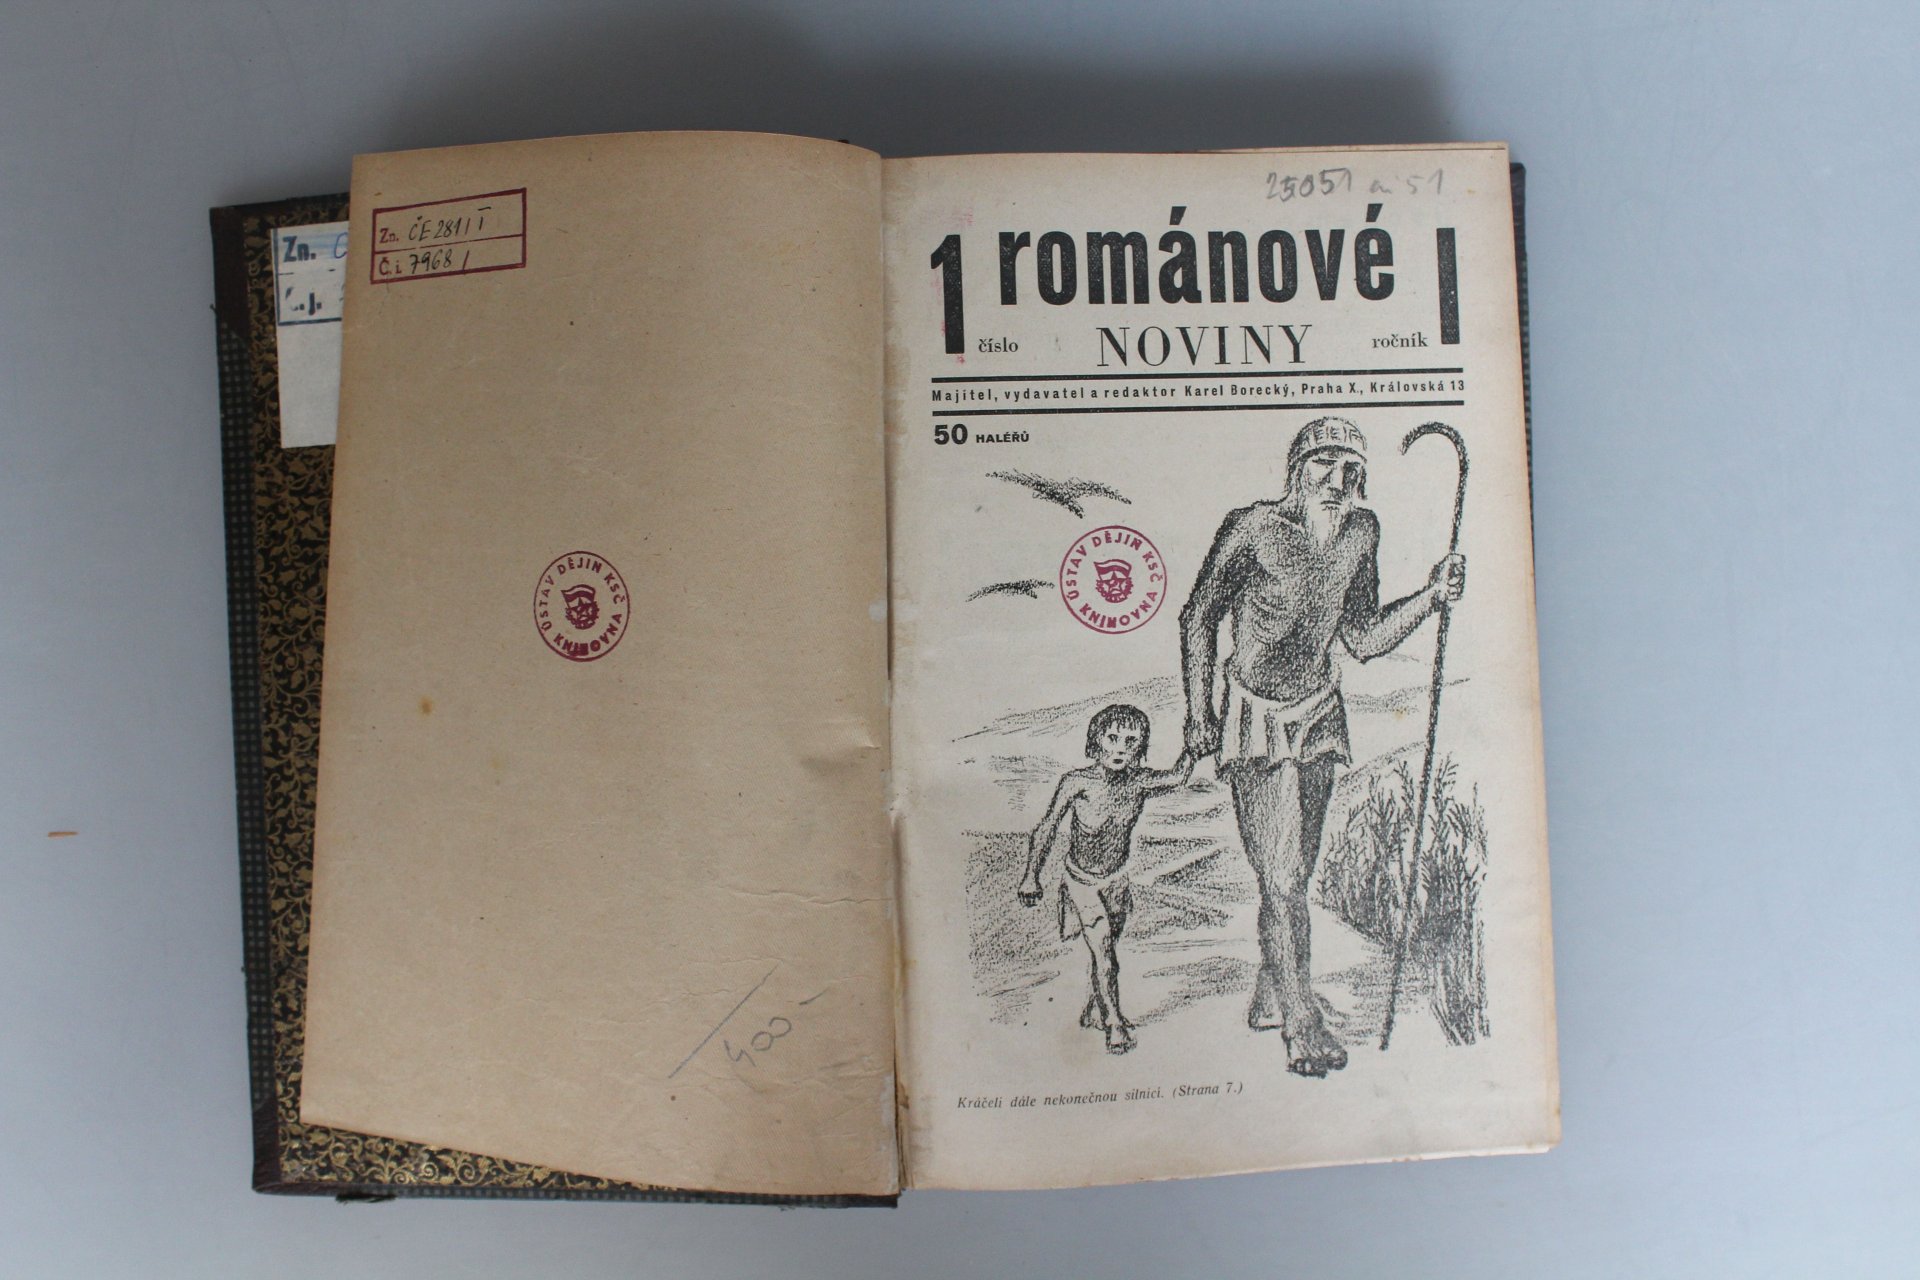 Zn. ČE 281/I
Č. i. 7968/
Zn.
č.j.
ÚSTAV DĚJIN KSČ
KNIHOVNA
400-
25051
51
1 románové I
číslo NOVINY ročník
Majitel, vydavatel a redaktor Karel Borecký, Praha X., Královská 13
50 HALÉŘŮ
ÚSTAV DĚJIN KSČ
KNIHOVNA
Kráčeli dále nekonečnou silnicí. (Strana 7.)